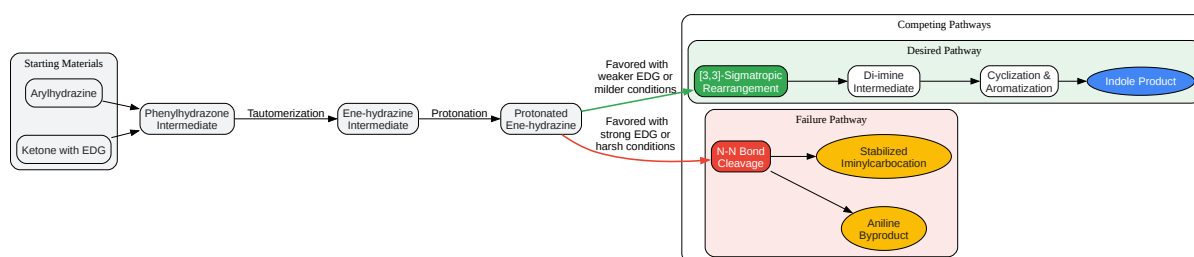 Competing Pathways
Starting Materials
Arylhydrazine
Ketone with EDG
Phenylhydrazone
Intermediate
Tautomerization
Ene-hydrazine
Intermediate
Protonation
Protonated
Ene-hydrazine
Favored with
weaker EDG or
milder conditions
Favored with
strong EDG or
harsh conditions
Desired Pathway
[3,3]-Sigmatropic
Rearrangement
Di-imine
Intermediate
Cyclization &
Aromatization
Indole Product
Failure Pathway
N-N Bond
Cleavage
Stabilized
Iminylcarbocation
Aniline
Byproduct